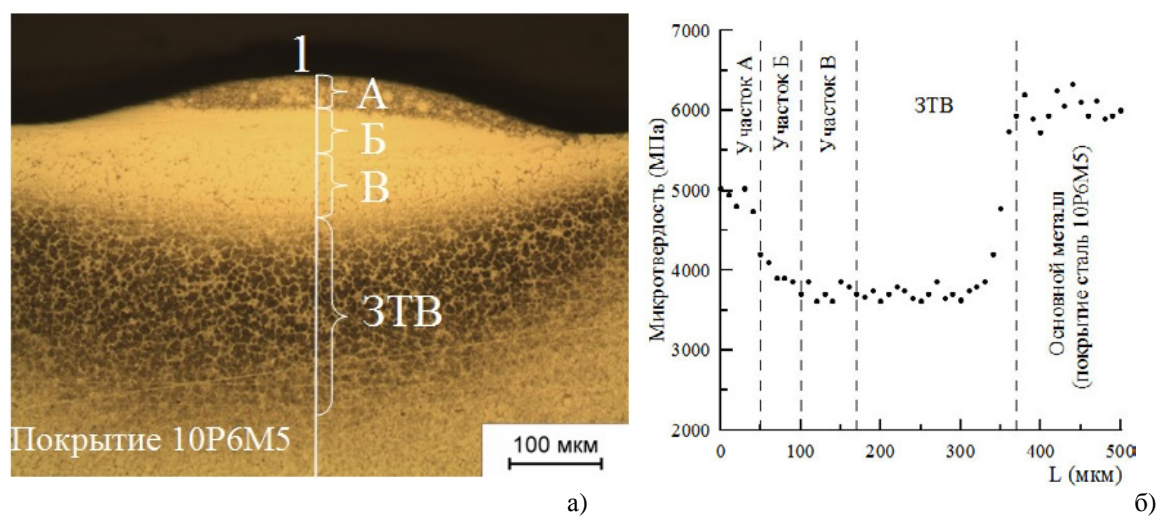 1
А
Б
В
ЗТВ
Покрытие 10Р6М5
100 мкм
а)
7000
6000
5000
4000
3000
2000
Микротвердость (МПа)
Участок А
Участок Б
Участок В
ЗТВ
Основной металл
(покрытие сталь 10Р6М5)
0
100
200
300
400
500
L (мкм)
б)